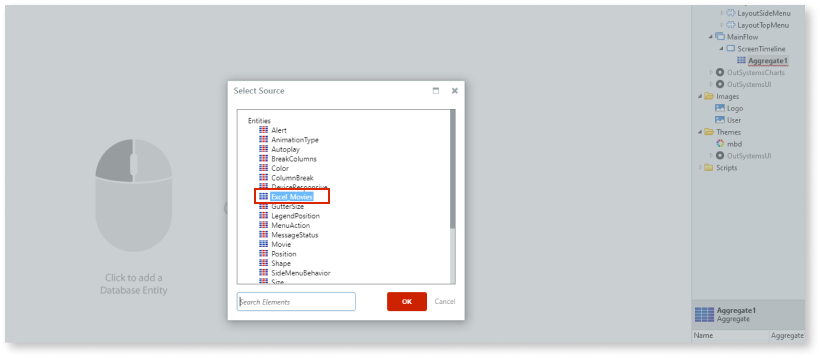 LayoutSideMenu
LayoutTopMenu
MainFlow
ScreenTimeline
Aggregate1
OutSystemsCharts
OutSystemsUI
Images
Logo
User
Themes
mbd
OutSystemsUI
Scripts
Click to add a
Database Entity
Select Source
Entities
Alert
AnimationType
Autoplay
BreakColumns
Color
ColumnBreak
DeviceResponsive
Excel_Movies
GutterSize
LegendPosition
MenuAction
MessageStatus
Movie
Position
Shape
SideMenuBehavior
Size
Search Elements
OK
Cancel
Aggregate1
Aggregate
Name Aggregate